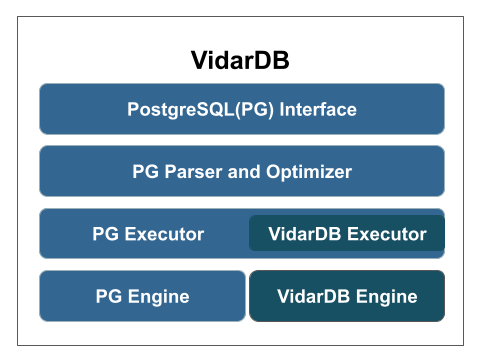 VidarDB
PostgreSQL(PG) Interface
PG Parser and Optimizer
PG Executor
VidarDB Executor
PG Engine
VidarDB Engine